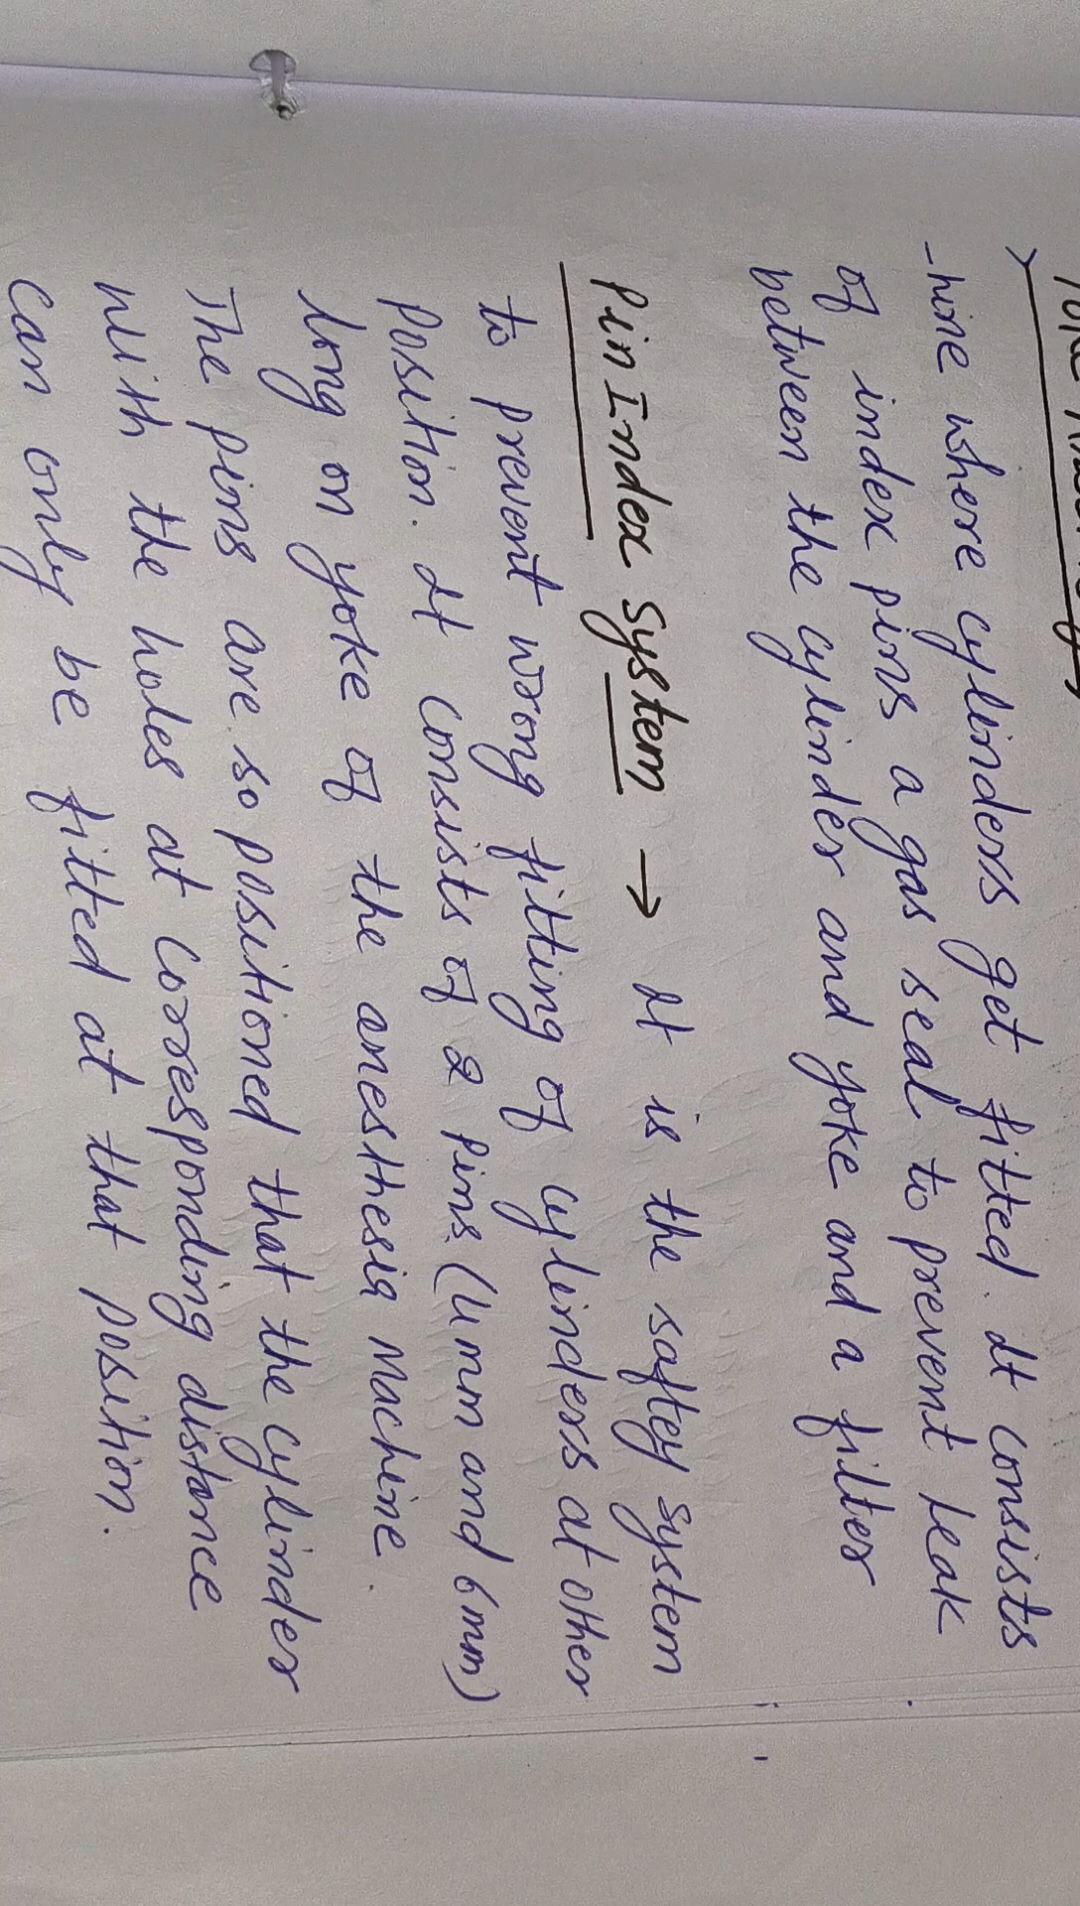 -hine where cylinders get fitted. It consists
of index pins a gas seal to prevent leak
between the cylinder and yoke and a filter
Pin Index System → It is the saftey system
to prevent wrong fitting of cylinders at other
position. It consists of 2 pins (4mm and 6mm)
long on yoke of the anesthesia machine.
The pins are so positioned that the cylinder
with the holes at corresponding distance
can only be fitted at that position.